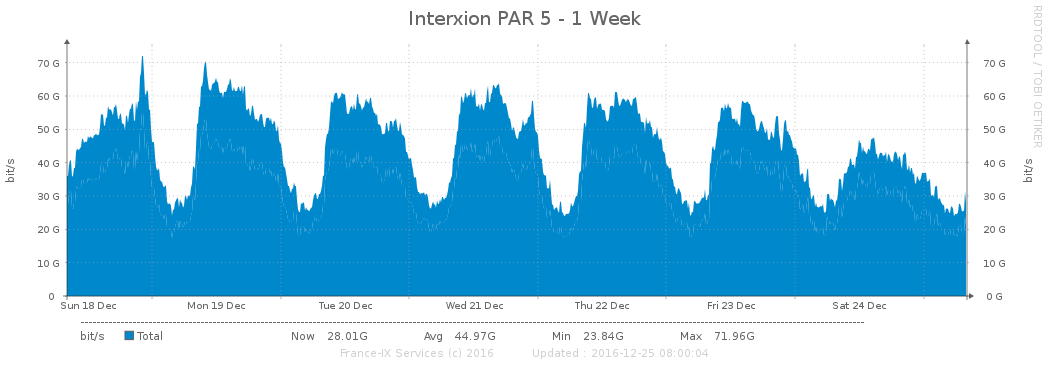 Interxion PAR 5 - 1 Week
RRDTOOL / TOBI OETIKER
bit/s
bit/s
70 G 70 G
60 G 60 G
50 G 50 G
40 G 40 G
30 G 30 G
20 G 20 G
10 G 10 G
0 0 G
Sun 18 Dec Mon 19 Dec Tue 20 Dec Wed 21 Dec Thu 22 Dec Fri 23 Dec Sat 24 Dec
bit/s Total Now 28.01G Avg 44.97G Min 23.84G Max 71.96G
France-IX Services (c) 2016 Updated : 2016-12-25 08:00:04